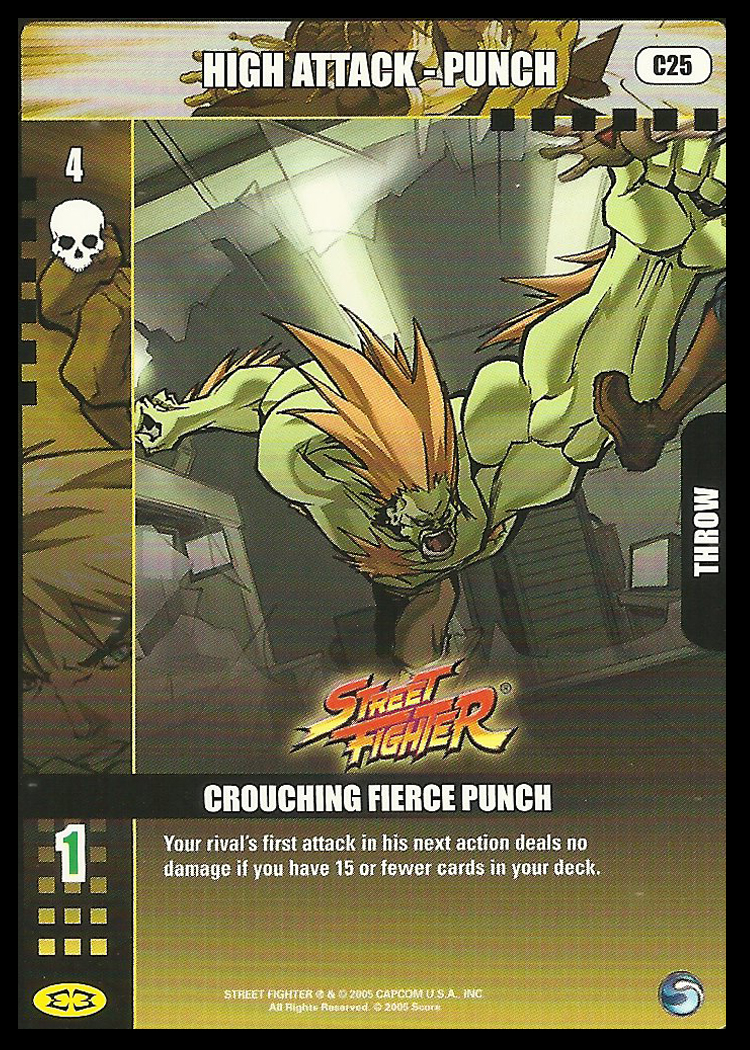 HIGH ATTACK - PUNCH
C25
4
THROW
STREET
FIGHTER®
CROUCHING FIERCE PUNCH
1
Your rival's first attack in his next action deals no
damage if you have 15 or fewer cards in your deck.
STREET FIGHTER ® & © 2005 CAPCOM U.S.A., INC
All Rights Reserved. © 2005 Score